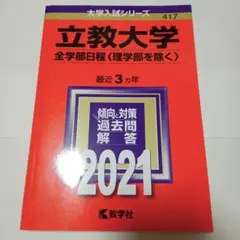 大学入試シリーズ
417
立教大学
全学部日程〈理学部を除く〉
最近3カ年
傾向と対策
過去問
解答
2021
教学社